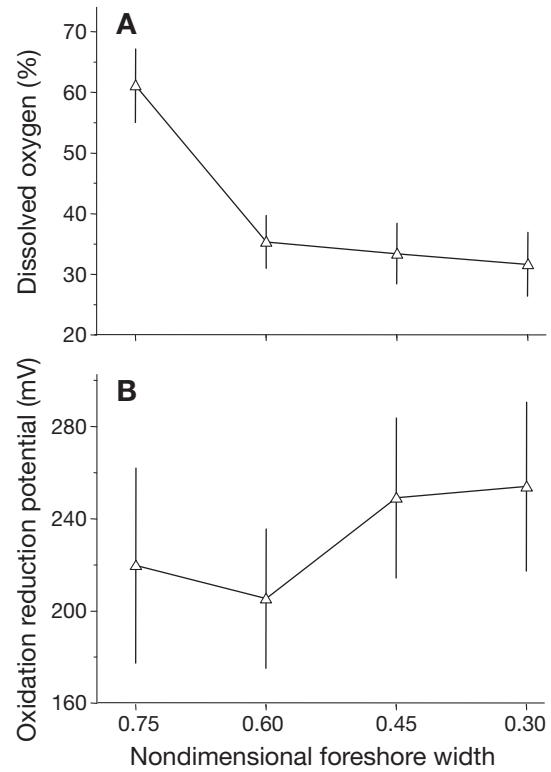 A
Dissolved oxygen (%)
70
60
50
40
30
20
B
Oxidation reduction potential (mV)
280
240
200
160
0.75 0.60 0.45 0.30
Nondimensional foreshore width